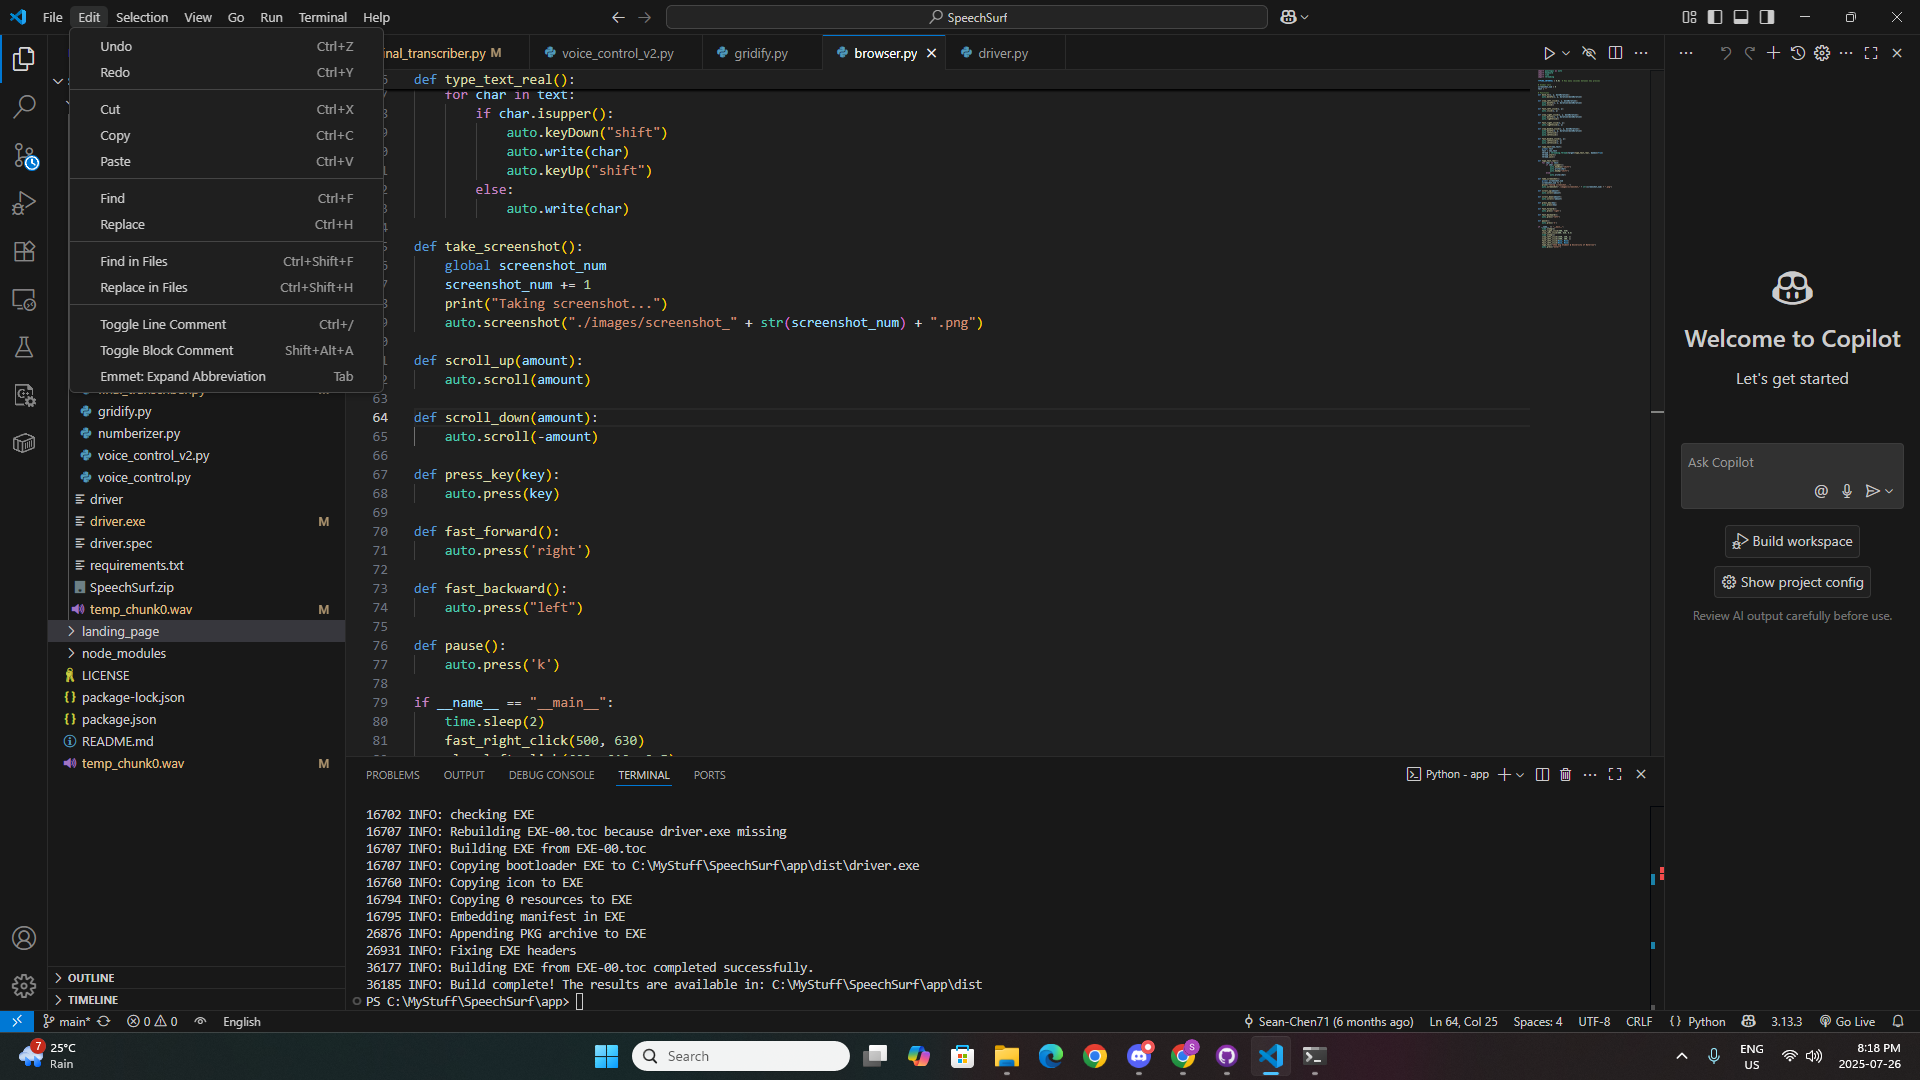 File Edit Selection View Go Run Terminal Help
SpeechSurf
Undo Ctrl+Z
Redo Ctrl+Y
Cut Ctrl+X
Copy Ctrl+C
Paste Ctrl+V
Find Ctrl+F
Replace Ctrl+H
Find in Files Ctrl+Shift+F
Replace in Files Ctrl+Shift+H
Toggle Line Comment Ctrl+/
Toggle Block Comment Shift+Alt+A
Emmet: Expand Abbreviation Tab
gridify.py
numberizer.py
voice_control_v2.py
voice_control.py
driver
driver.exe M
driver.spec
requirements.txt
SpeechSurf.zip
temp_chunk0.wav M
landing_page
node_modules
LICENSE
package-lock.json
package.json
README.md
temp_chunk0.wav M
OUTLINE
TIMELINE
nal_transcriber.py M voice_control_v2.py gridify.py browser.py driver.py
def type_text_real():
for char in text:
if char.isupper():
auto.keyDown("shift")
auto.write(char)
auto.keyUp("shift")
else:
auto.write(char)
def take_screenshot():
global screenshot_num
screenshot_num += 1
print("Taking screenshot...")
auto.screenshot("./images/screenshot_" + str(screenshot_num) + ".png")
def scroll_up(amount):
auto.scroll(amount)
63
64 def scroll_down(amount):
65 auto.scroll(-amount)
66
67 def press_key(key):
68 auto.press(key)
69
70 def fast_forward():
71 auto.press('right')
72
73 def fast_backward():
74 auto.press("left")
75
76 def pause():
77 auto.press('k')
78
79 if __name__ == "__main__":
80 time.sleep(2)
81 fast_right_click(500, 630)
PROBLEMS OUTPUT DEBUG CONSOLE TERMINAL PORTS
Python - app
16702 INFO: checking EXE
16707 INFO: Rebuilding EXE-00.toc because driver.exe missing
16707 INFO: Building EXE from EXE-00.toc
16707 INFO: Copying bootloader EXE to C:\MyStuff\SpeechSurf\app\dist\driver.exe
16760 INFO: Copying icon to EXE
16794 INFO: Copying 0 resources to EXE
16795 INFO: Embedding manifest in EXE
26876 INFO: Appending PKG archive to EXE
26931 INFO: Fixing EXE headers
36177 INFO: Building EXE from EXE-00.toc completed successfully.
36185 INFO: Build complete! The results are available in: C:\MyStuff\SpeechSurf\app\dist
PS C:\MyStuff\SpeechSurf\app>
Welcome to Copilot
Let's get started
Ask Copilot
Build workspace
Show project config
Review AI output carefully before use.
main* 0 0 English
Sean-Chen71 (6 months ago) Ln 64, Col 25 Spaces: 4 UTF-8 CRLF Python 3.13.3 Go Live
7
25°C
Rain
Search
S
ENG
US
8:18 PM
2025-07-26